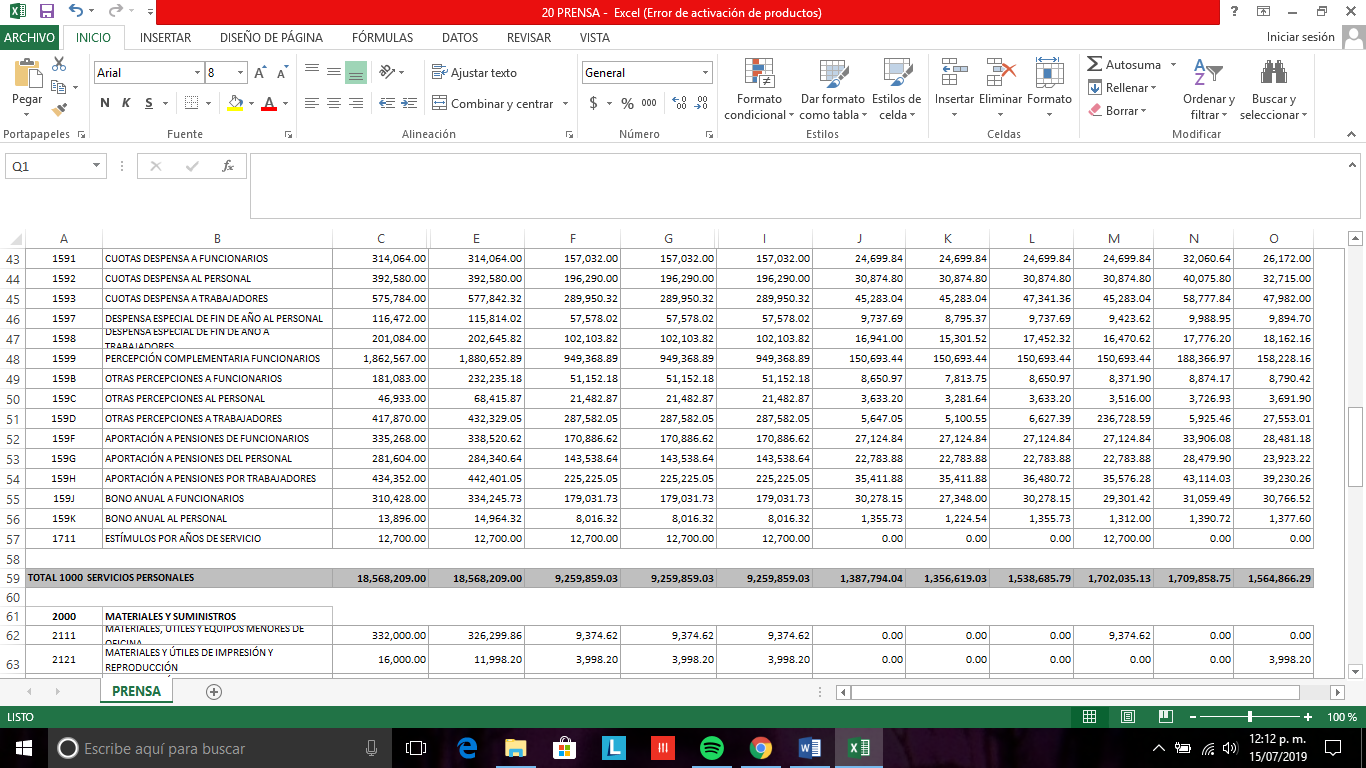 20 PRENSA - Excel (Error de activación de productos)
ARCHIVO INICIO INSERTAR DISEÑO DE PÁGINA FÓRMULAS DATOS REVISAR VISTA Iniciar sesión
Pegar
Portapapeles
Arial 8
N K S
Fuente
Ajustar texto
Combinar y centrar
Alineación
General
$ % 000
Número
Formato condicional
Dar formato como tabla
Estilos de celda
Estilos
Insertar Eliminar Formato
Celdas
Autosuma
Rellenar
Borrar
Ordenar y filtrar
Buscar y seleccionar
Modificar
Q1 fx
A B C E F G I J K L M N O
43 1591 CUOTAS DESPENSA A FUNCIONARIOS 314,064.00 314,064.00 157,032.00 157,032.00 157,032.00 24,699.84 24,699.84 24,699.84 24,699.84 32,060.64 26,172.00
44 1592 CUOTAS DESPENSA AL PERSONAL 392,580.00 392,580.00 196,290.00 196,290.00 196,290.00 30,874.80 30,874.80 30,874.80 30,874.80 40,075.80 32,715.00
45 1593 CUOTAS DESPENSA A TRABAJADORES 575,784.00 577,842.32 289,950.32 289,950.32 289,950.32 45,283.04 45,283.04 47,341.36 45,283.04 58,777.84 47,982.00
46 1597 DESPENSA ESPECIAL DE FIN DE AÑO AL PERSONAL 116,472.00 115,814.02 57,578.02 57,578.02 57,578.02 9,737.69 8,795.37 9,737.69 9,423.62 9,988.95 9,894.70
47 1598 DESPENSA ESPECIAL DE FIN DE AÑO A TRABAJADORES 201,084.00 202,645.82 102,103.82 102,103.82 102,103.82 16,941.00 15,301.52 17,452.32 16,470.62 17,776.20 18,162.16
48 1599 PERCEPCIÓN COMPLEMENTARIA FUNCIONARIOS 1,862,567.00 1,880,652.89 949,368.89 949,368.89 949,368.89 150,693.44 150,693.44 150,693.44 150,693.44 188,366.97 158,228.16
49 159B OTRAS PERCEPCIONES A FUNCIONARIOS 181,083.00 232,235.18 51,152.18 51,152.18 51,152.18 8,650.97 7,813.75 8,650.97 8,371.90 8,874.17 8,790.42
50 159C OTRAS PERCEPCIONES AL PERSONAL 46,933.00 68,415.87 21,482.87 21,482.87 21,482.87 3,633.20 3,281.64 3,633.20 3,516.00 3,726.93 3,691.90
51 159D OTRAS PERCEPCIONES A TRABAJADORES 417,870.00 432,329.05 287,582.05 287,582.05 287,582.05 5,647.05 5,100.55 6,627.39 236,728.59 5,925.46 27,553.01
52 159F APORTACIÓN A PENSIONES DE FUNCIONARIOS 335,268.00 338,520.62 170,886.62 170,886.62 170,886.62 27,124.84 27,124.84 27,124.84 27,124.84 33,906.08 28,481.18
53 159G APORTACIÓN A PENSIONES DEL PERSONAL 281,604.00 284,340.64 143,538.64 143,538.64 143,538.64 22,783.88 22,783.88 22,783.88 22,783.88 28,479.90 23,923.22
54 159H APORTACIÓN A PENSIONES POR TRABAJADORES 434,352.00 442,401.05 225,225.05 225,225.05 225,225.05 35,411.88 35,411.88 36,480.72 35,576.28 43,114.03 39,230.26
55 159J BONO ANUAL A FUNCIONARIOS 310,428.00 334,245.73 179,031.73 179,031.73 179,031.73 30,278.15 27,348.00 30,278.15 29,301.42 31,059.49 30,766.52
56 159K BONO ANUAL AL PERSONAL 13,896.00 14,964.32 8,016.32 8,016.32 8,016.32 1,355.73 1,224.54 1,355.73 1,312.00 1,390.72 1,377.60
57 1711 ESTÍMULOS POR AÑOS DE SERVICIO 12,700.00 12,700.00 12,700.00 12,700.00 12,700.00 0.00 0.00 0.00 12,700.00 0.00 0.00
58
59 TOTAL 1000 SERVICIOS PERSONALES 18,568,209.00 18,568,209.00 9,259,859.03 9,259,859.03 9,259,859.03 1,387,794.04 1,356,619.03 1,538,685.79 1,702,035.13 1,709,858.75 1,564,866.29
60
61 2000 MATERIALES Y SUMINISTROS
62 2111 MATERIALES, ÚTILES Y EQUIPOS MENORES DE OFICINA 332,000.00 326,299.86 9,374.62 9,374.62 9,374.62 0.00 0.00 0.00 9,374.62 0.00 0.00
63 2121 MATERIALES Y ÚTILES DE IMPRESIÓN Y REPRODUCCIÓN 16,000.00 11,998.20 3,998.20 3,998.20 3,998.20 0.00 0.00 0.00 0.00 0.00 3,998.20
PRENSA
LISTO 100 %
Escribe aquí para buscar
12:12 p. m.
15/07/2019